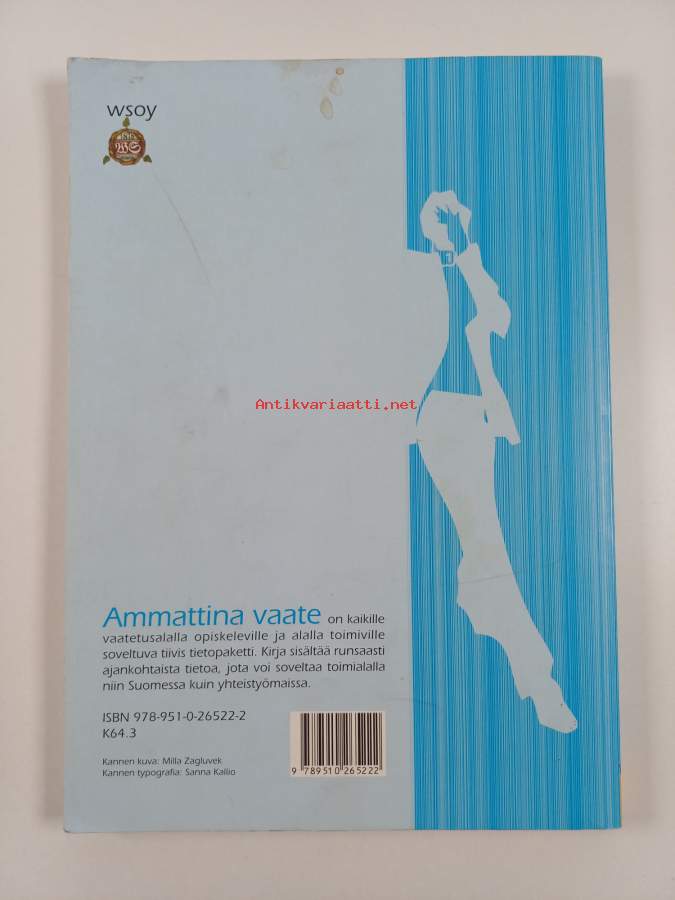 wsoy
WS
Antikvariaatti.net
Ammattina vaate on kaikille
vaatetusalalla opiskeleville ja alalla toimiville
soveltuva tiivis tietopaketti. Kirja sisältää runsaasti
ajankohtaista tietoa, jota voi soveltaa toimialalla
niin Suomessa kuin yhteistyömaissa.
ISBN 978-951-0-26522-2
K64.3
Kannen kuva: Milla Zagluvek
Kannen typografia: Sanna Kallio
9 789510 265222